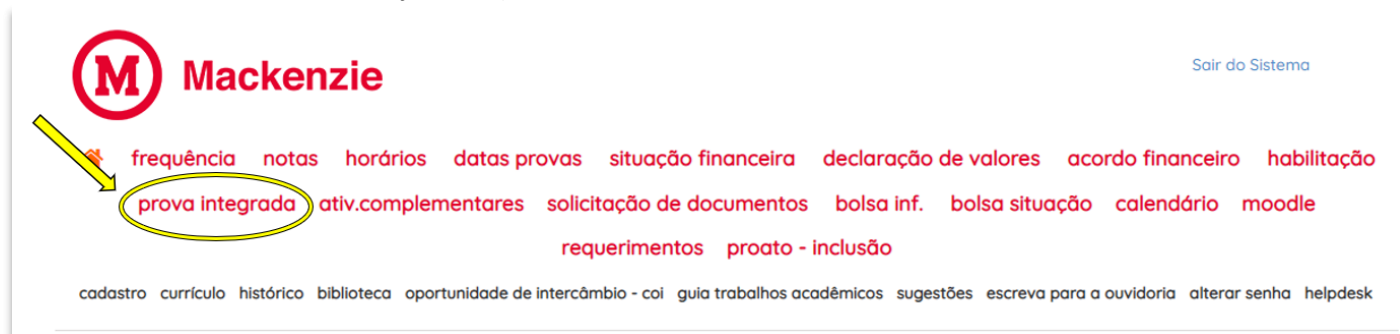 M Mackenzie
Sair do Sistema
frequência notas horários datas provas situação financeira declaração de valores acordo financeiro habilitação
prova integrada ativ.complementares solicitação de documentos bolsa inf. bolsa situação calendário moodle
requerimentos proato - inclusão
cadastro currículo histórico biblioteca oportunidade de intercâmbio - coi guia trabalhos acadêmicos sugestões escreva para a ouvidoria alterar senha helpdesk